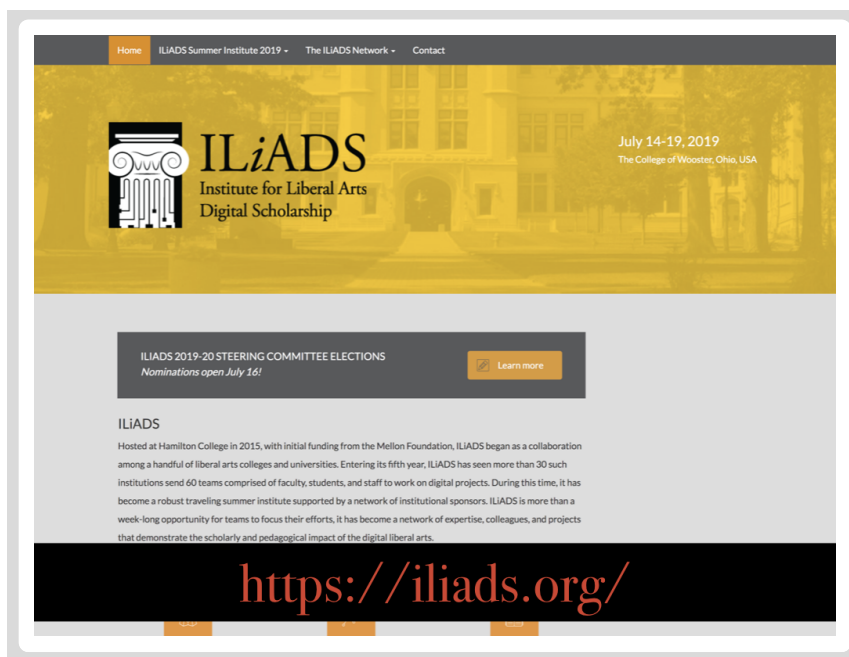 Home ILiADS Summer Institute 2019 The ILiADS Network Contact
ILiADS
Institute for Liberal Arts
Digital Scholarship
July 14-19, 2019
The College of Wooster, Ohio, USA
ILIADS 2019-20 STEERING COMMITTEE ELECTIONS
Nominations open July 16!
Learn more
ILiADS
Hosted at Hamilton College in 2015, with initial funding from the Mellon Foundation, ILiADS began as a collaboration
among a handful of liberal arts colleges and universities. Entering its fifth year, ILiADS has seen more than 30 such
institutions send 60 teams comprised of faculty, students, and staff to work on digital projects. During this time, it has
become a robust traveling summer institute supported by a network of institutional sponsors. ILiADS is more than a
week-long opportunity for teams to focus their efforts, it has become a network of expertise, colleagues, and projects
that demonstrate the scholarly and pedagogical impact of the digital liberal arts.
https://iliads.org/